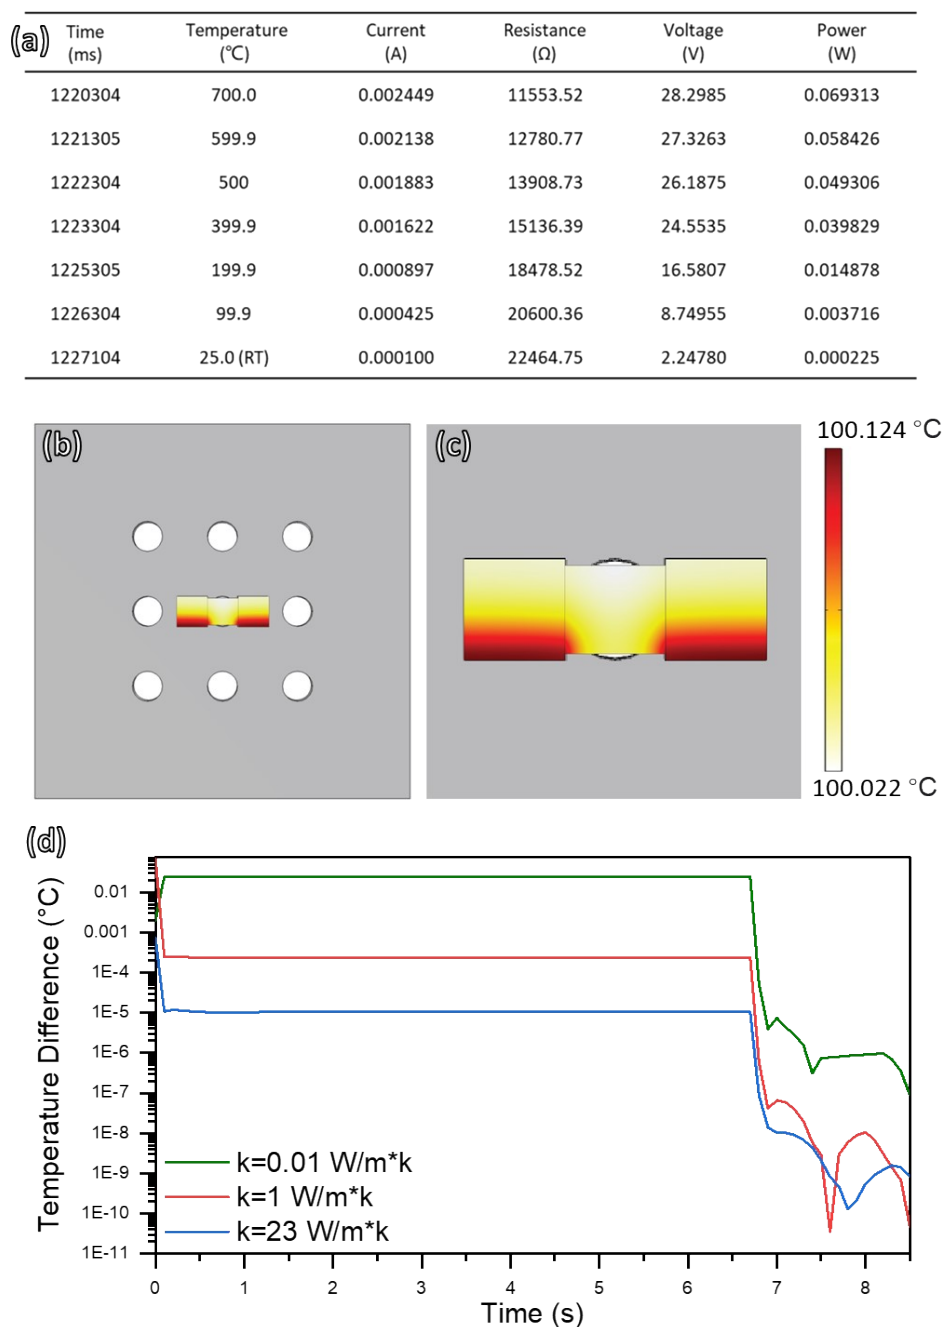 (a)
Time Temperature Current Resistance Voltage Power
(ms) (℃) (A) (Ω) (V) (W)
1220304 700.0 0.002449 11553.52 28.2985 0.069313
1221305 599.9 0.002138 12780.77 27.3263 0.058426
1222304 500 0.001883 13908.73 26.1875 0.049306
1223304 399.9 0.001622 15136.39 24.5535 0.039829
1225305 199.9 0.000897 18478.52 16.5807 0.014878
1226304 99.9 0.000425 20600.36 8.74955 0.003716
1227104 25.0 (RT) 0.000100 22464.75 2.24780 0.000225
(b)
(c)
100.124 °C
100.022 °C
(d)
Temperature Difference (°C)
0.01
0.001
1E-4
1E-5
1E-6
1E-7
1E-8
1E-9
1E-10
1E-11
k=0.01 W/m*k
k=1 W/m*k
k=23 W/m*k
0 1 2 3 4 5 6 7 8
Time (s)